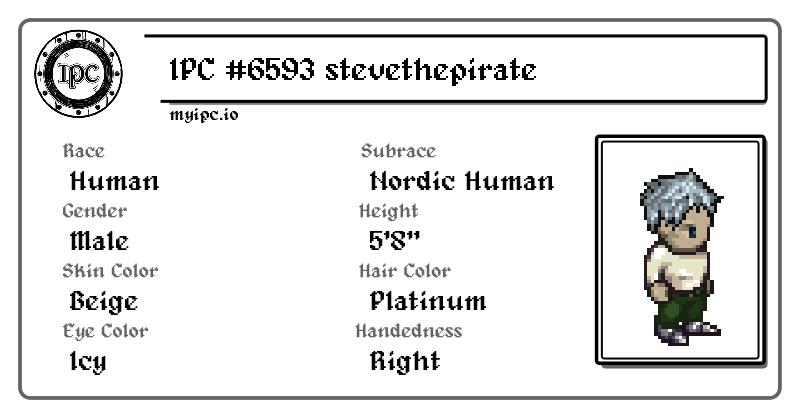 IPC
IPC #6593 stevethepirate
myipc.io
Race
Human
Subrace
Nordic Human
Gender
Male
Height
5'8"
Skin Color
Beige
Hair Color
Platinum
Eye Color
Icy
Handedness
Right